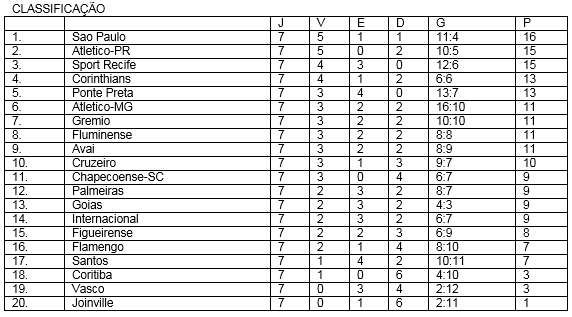 CLASSIFICAÇÃO
J V E D G P
1. Sao Paulo 7 5 1 1 11:4 16
2. Atletico-PR 7 5 0 2 10:5 15
3. Sport Recife 7 4 3 0 12:6 15
4. Corinthians 7 4 1 2 6:6 13
5. Ponte Preta 7 3 4 0 13:7 13
6. Atletico-MG 7 3 2 2 16:10 11
7. Gremio 7 3 2 2 10:10 11
8. Fluminense 7 3 2 2 8:8 11
9. Avai 7 3 2 2 8:9 11
10. Cruzeiro 7 3 1 3 9:7 10
11. Chapecoense-SC 7 3 0 4 6:7 9
12. Palmeiras 7 2 3 2 8:7 9
13. Goias 7 2 3 2 4:3 9
14. Internacional 7 2 3 2 6:7 9
15. Figueirense 7 2 2 3 6:9 8
16. Flamengo 7 2 1 4 8:10 7
17. Santos 7 1 4 2 10:11 7
18. Coritiba 7 1 0 6 4:10 3
19. Vasco 7 0 3 4 2:12 3
20. Joinville 7 0 1 6 2:11 1